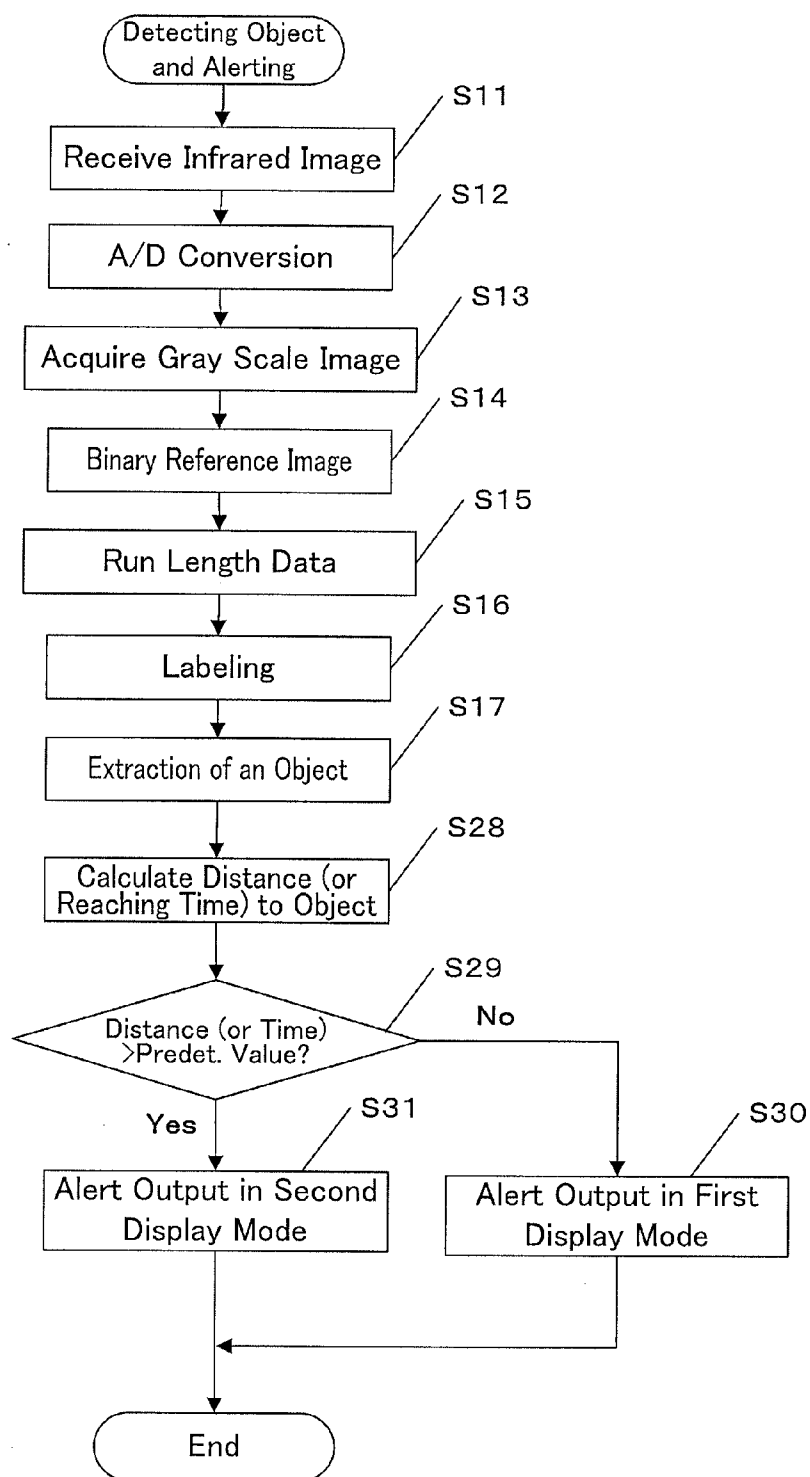 Detecting Object
and Alerting
S11
Receive Infrared Image
S12
A/D Conversion
S13
Acquire Gray Scale Image
S14
Binary Reference Image
S15
Run Length Data
S16
Labeling
S17
Extraction of an Object
S28
Calculate Distance (or
Reaching Time) to Object
S29
Distance (or Time)
>Predet. Value?
No
Yes
S31
Alert Output in Second
Display Mode
S30
Alert Output in First
Display Mode
End